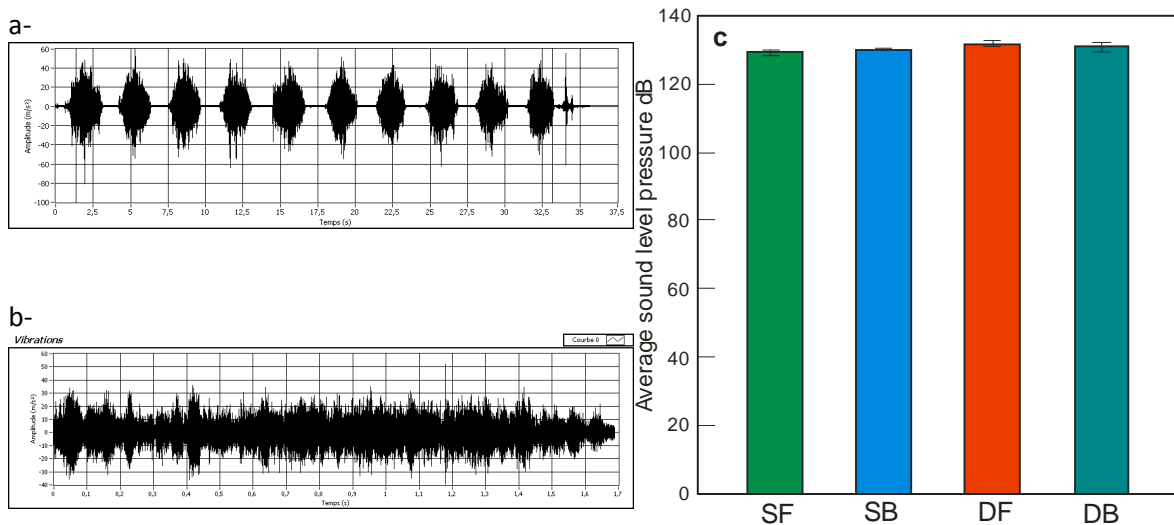 a-
60
40
20
0
-20
-40
-60
-80
-100
Amplitude (m/s²)
0 2,5 5 7,5 10 12,5 15 17,5 20 22,5 25 27,5 30 32,5 35 37,5
Temps (s)
b-
Vibrations
Courbe 0
60
50
40
30
20
10
0
-10
-20
-30
-40
Amplitude (m/s²)
0 0,1 0,2 0,3 0,4 0,5 0,6 0,7 0,8 0,9 1 1,1 1,2 1,3 1,4 1,5 1,6 1,7
Temps (s)
c
Average sound level pressure dB
140
120
100
80
60
40
20
0
SF SB DF DB